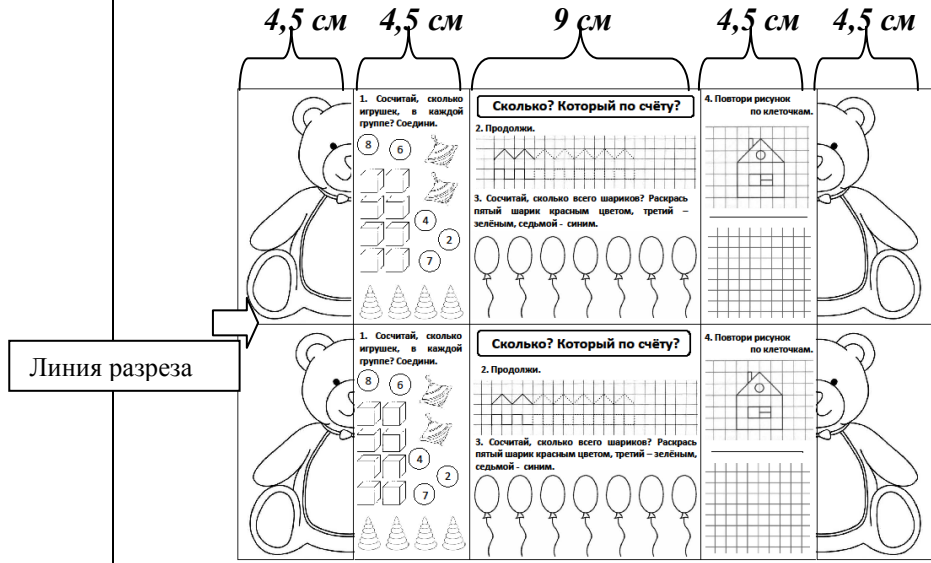 4,5 см 4,5 см 9 см 4,5 см 4,5 см
1. Сосчитай, сколько
игрушек, в каждой
группе? Соедини.
8 6
4
2
7
Сколько? Который по счёту?
2. Продолжи.
3. Сосчитай, сколько всего шариков? Раскрась
пятый шарик красным цветом, третий –
зелёным, седьмой - синим.
4. Повтори рисунок
по клеточкам.
Линия разреза
1. Сосчитай, сколько
игрушек, в каждой
группе? Соедини.
8 6
4
2
7
Сколько? Который по счёту?
2. Продолжи.
3. Сосчитай, сколько всего шариков? Раскрась
пятый шарик красным цветом, третий – зелёным,
седьмой - синим.
4. Повтори рисунок
по клеточкам.